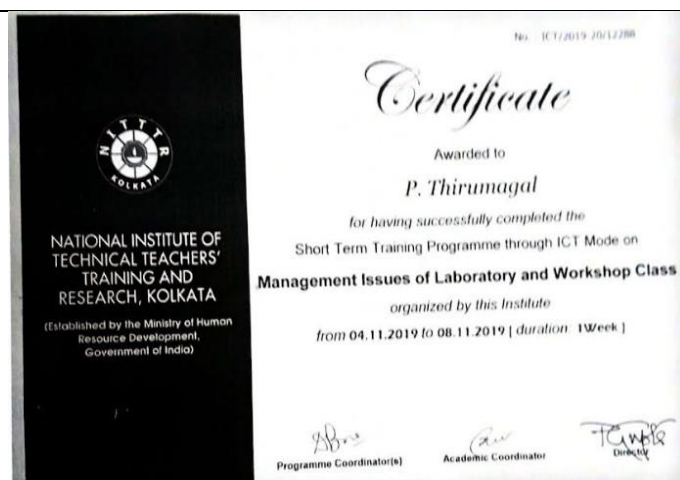 No. ICT/2019-20/12288
Certificate
Awarded to
P. Thirumagal
for having successfully completed the
Short Term Training Programme through ICT Mode on
Management Issues of Laboratory and Workshop Class
organized by this Institute
from 04.11.2019 to 08.11.2019 [ duration: 1Week ]
Programme Coordinator(s)
Academic Coordinator
Director
NITTTR
KOLKATA
NATIONAL INSTITUTE OF
TECHNICAL TEACHERS'
TRAINING AND
RESEARCH, KOLKATA
(Established by the Ministry of Human
Resource Development,
Government of India)